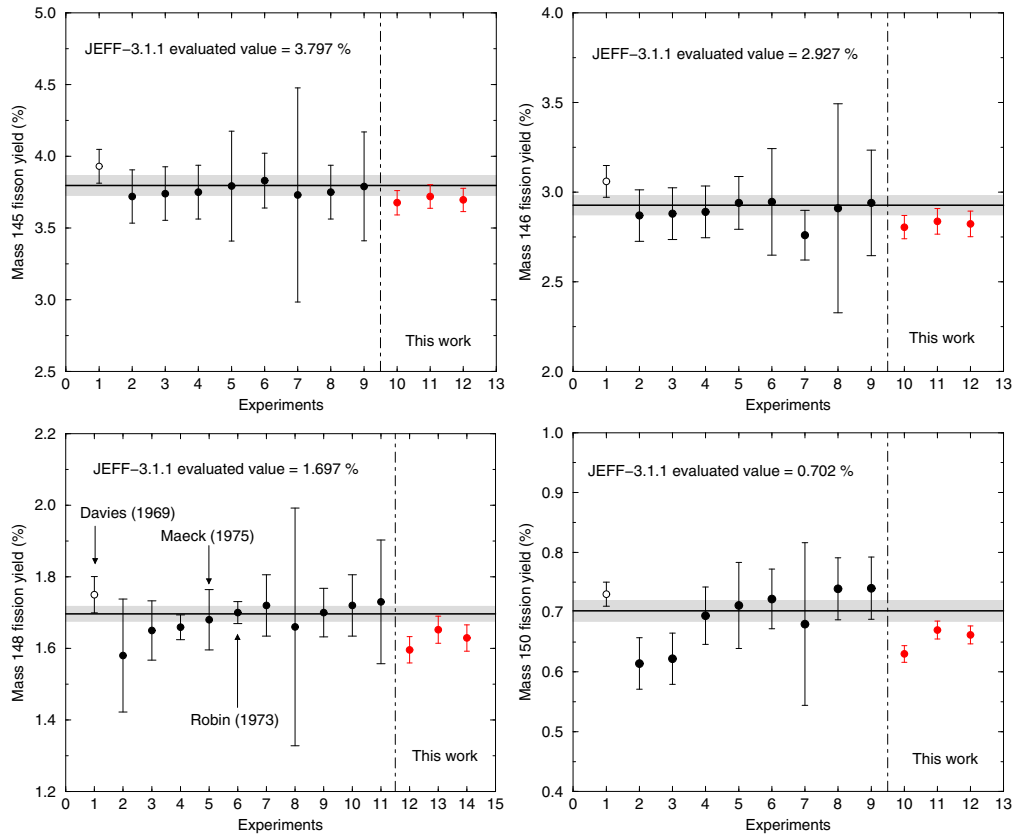 5.0
4.5
4.0
3.5
3.0
2.5
Mass 145 fisson yield (%)
JEFF−3.1.1 evaluated value = 3.797 %
This work
0 1 2 3 4 5 6 7 8 9 10 11 12 13
Experiments
4.0
3.5
3.0
2.5
2.0
Mass 146 fission yield (%)
JEFF−3.1.1 evaluated value = 2.927 %
This work
0 1 2 3 4 5 6 7 8 9 10 11 12 13
Experiments
2.2
2.0
1.8
1.6
1.4
1.2
Mass 148 fission yield (%)
JEFF−3.1.1 evaluated value = 1.697 %
Davies (1969)
Maeck (1975)
Robin (1973)
This work
0 1 2 3 4 5 6 7 8 9 10 11 12 13 14 15
Experiments
1.0
0.9
0.8
0.7
0.6
0.5
0.4
Mass 150 fission yield (%)
JEFF−3.1.1 evaluated value = 0.702 %
This work
0 1 2 3 4 5 6 7 8 9 10 11 12 13
Experiments